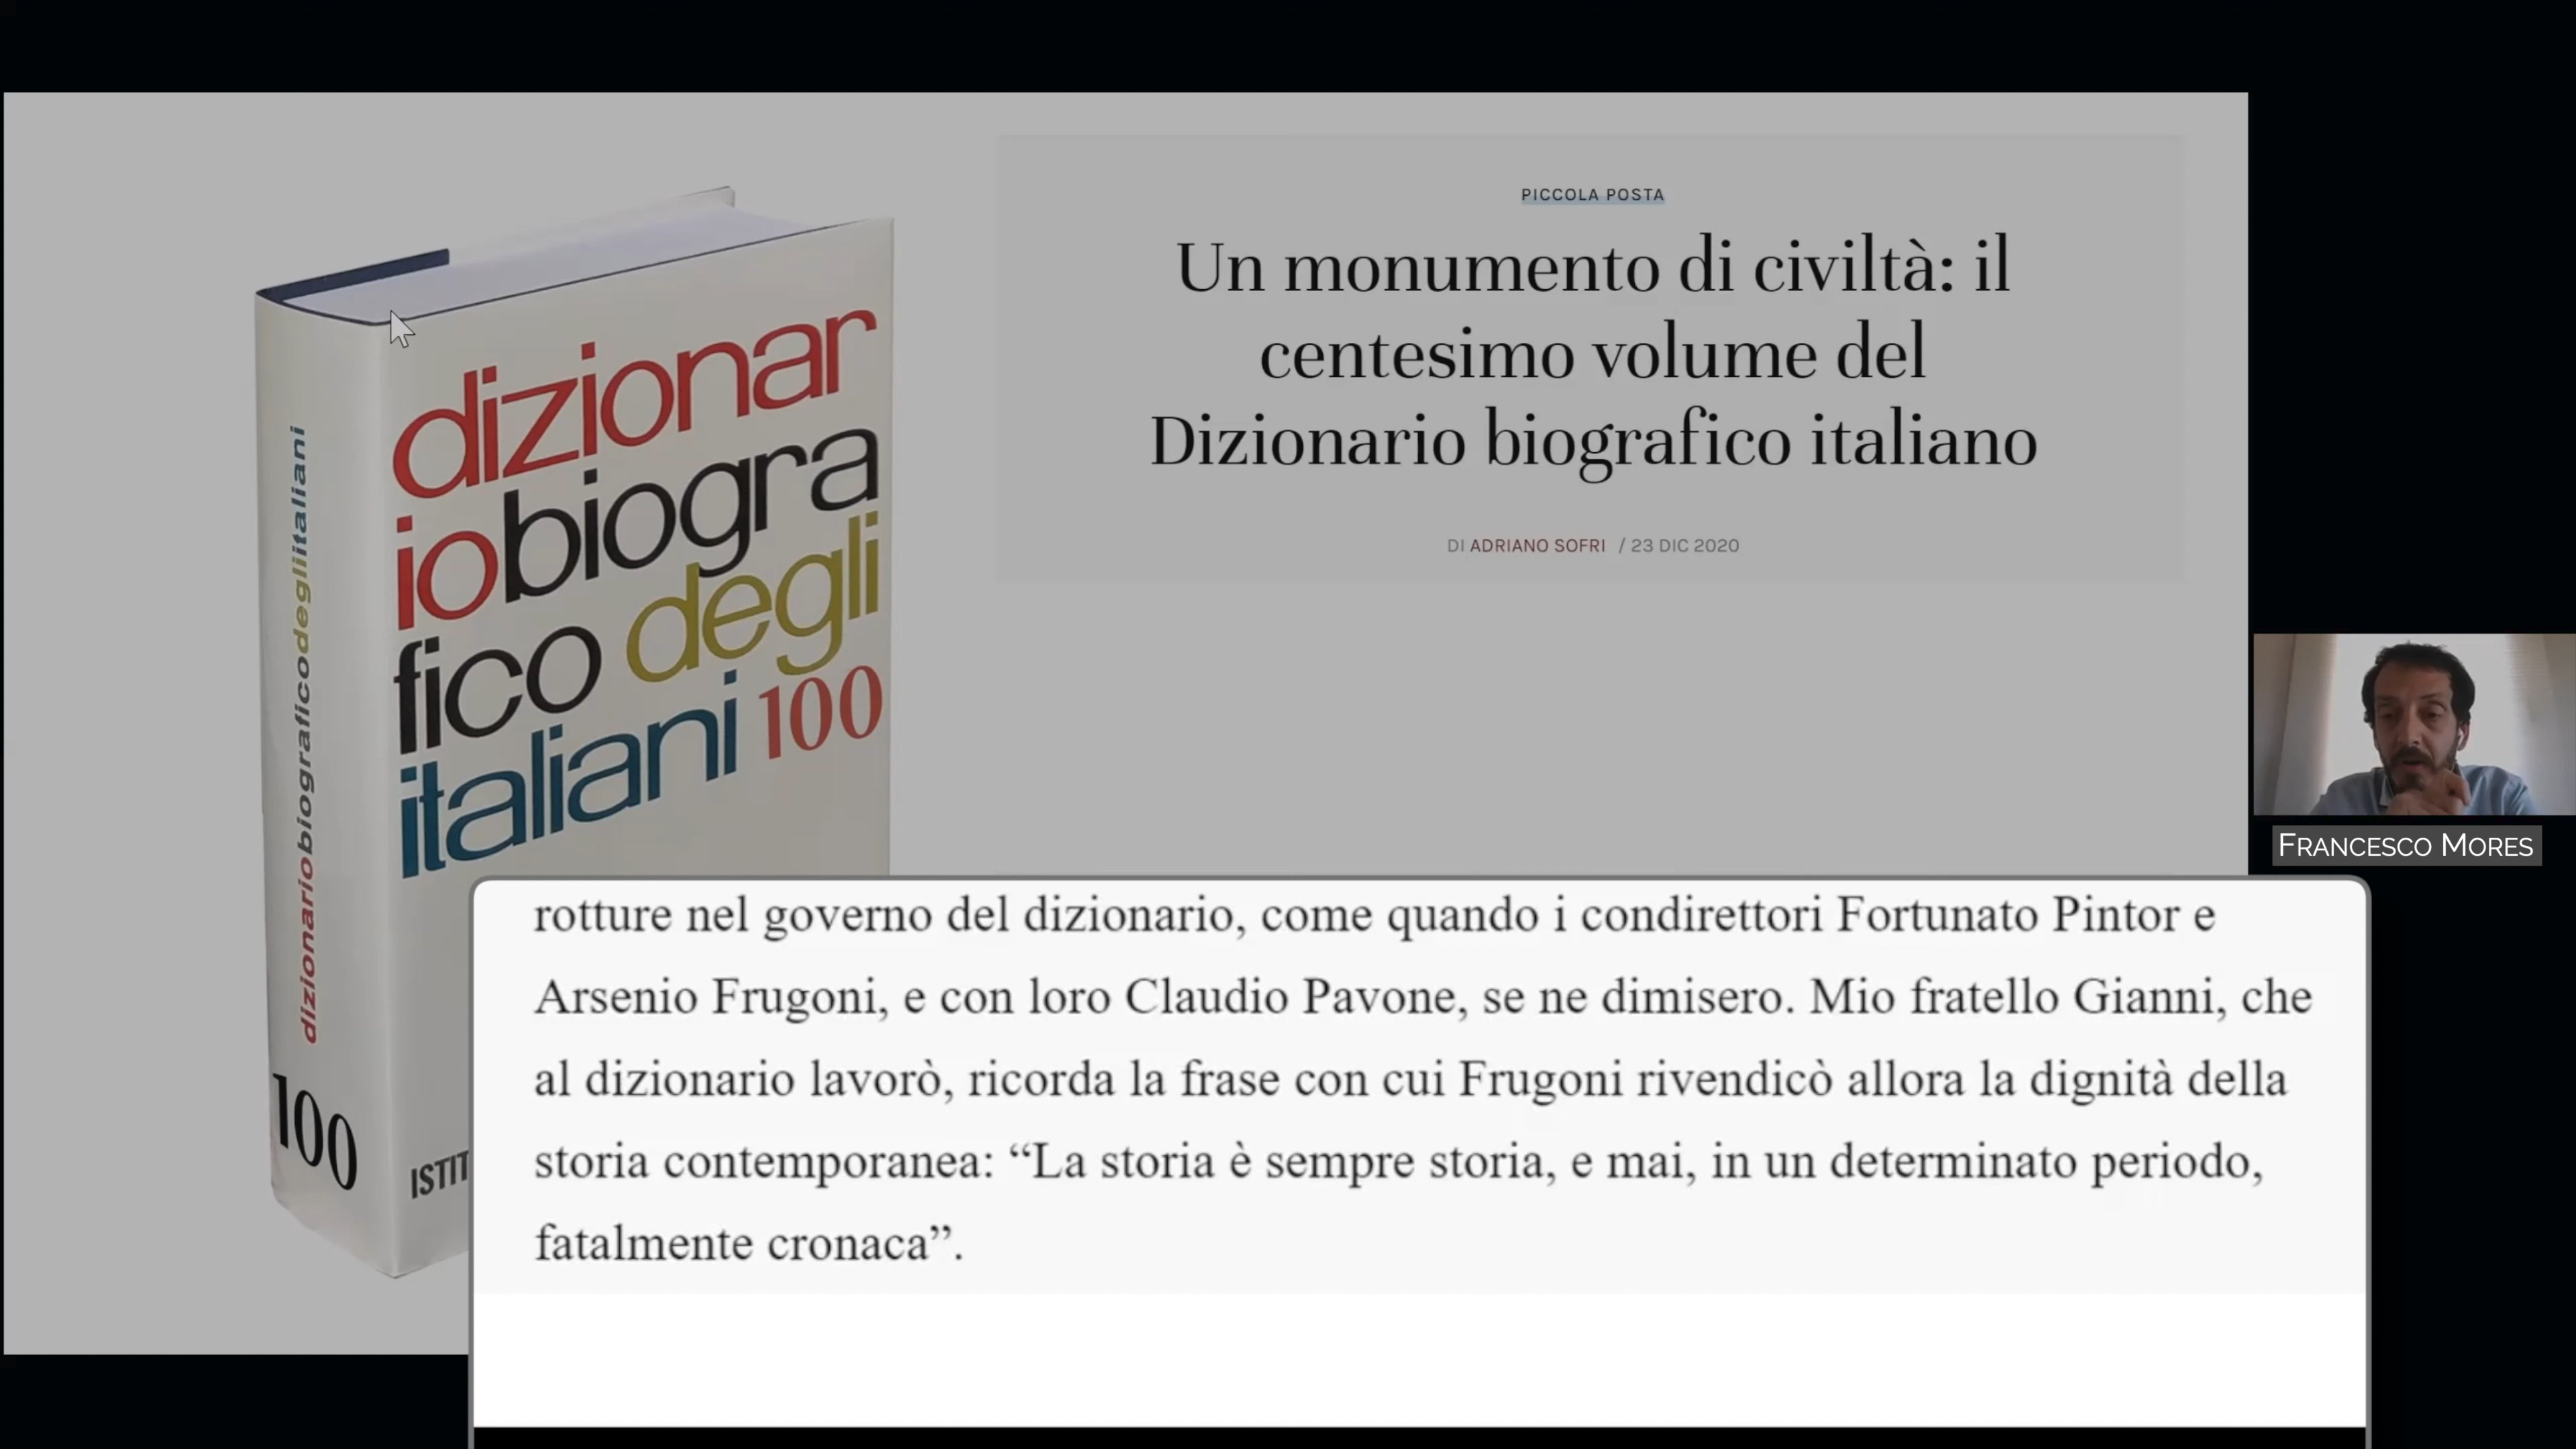 PICCOLA POSTA
Un monumento di civiltà: il
centesimo volume del
Dizionario biografico italiano
DI ADRIANO SOFRI / 23 DIC 2020
dizionar
iobiogra
fico degli
italiani 100
dizionariobiograficodegliitaliani
100
ISTIT
FRANCESCO MORES
rotture nel governo del dizionario, come quando i condirettori Fortunato Pintor e
Arsenio Frugoni, e con loro Claudio Pavone, se ne dimisero. Mio fratello Gianni, che
al dizionario lavorò, ricorda la frase con cui Frugoni rivendicò allora la dignità della
storia contemporanea: “La storia è sempre storia, e mai, in un determinato periodo,
fatalmente cronaca”.